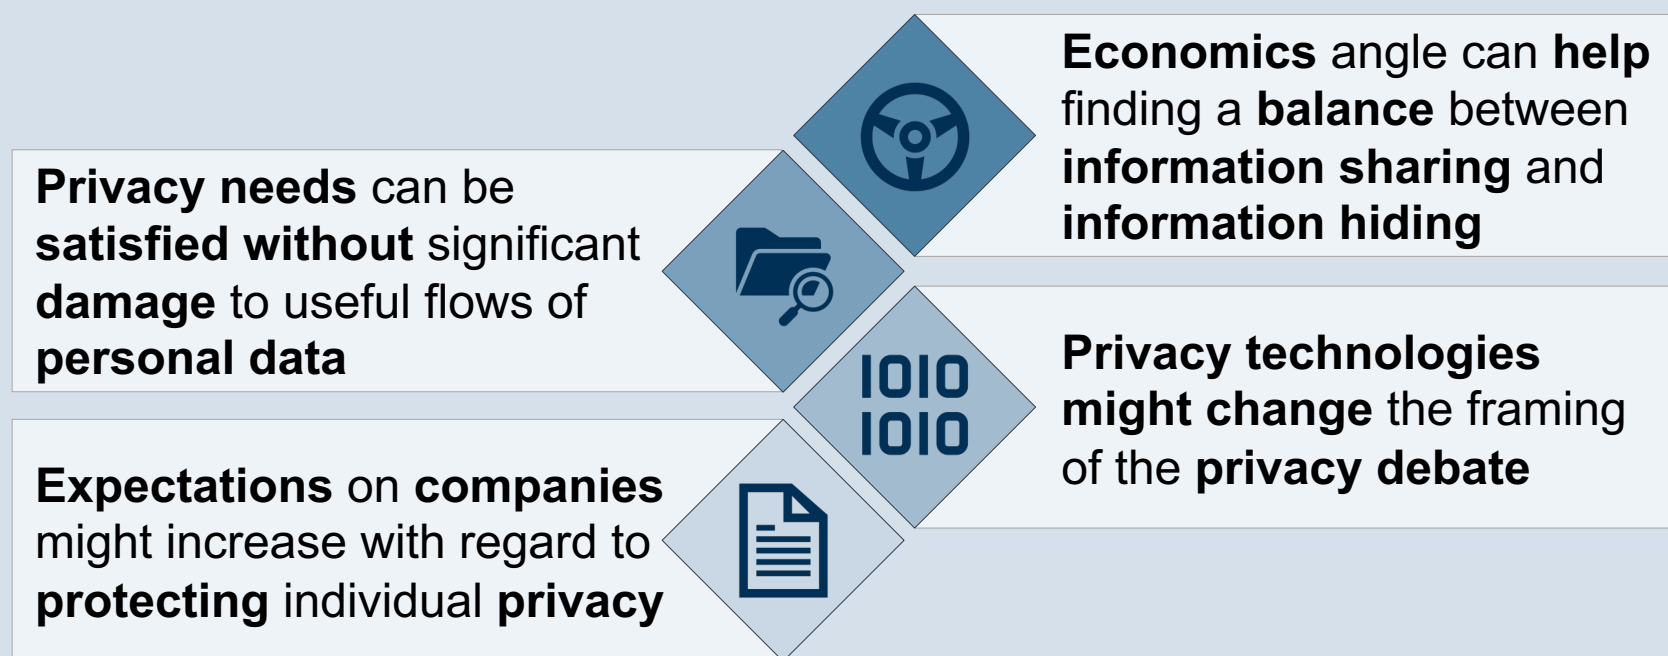 Economics angle can help
finding a balance between
information sharing and
information hiding
Privacy needs can be
satisfied without significant
damage to useful flows of
personal data
1010
1010
Privacy technologies
might change the framing
of the privacy debate
Expectations on companies
might increase with regard to
protecting individual privacy